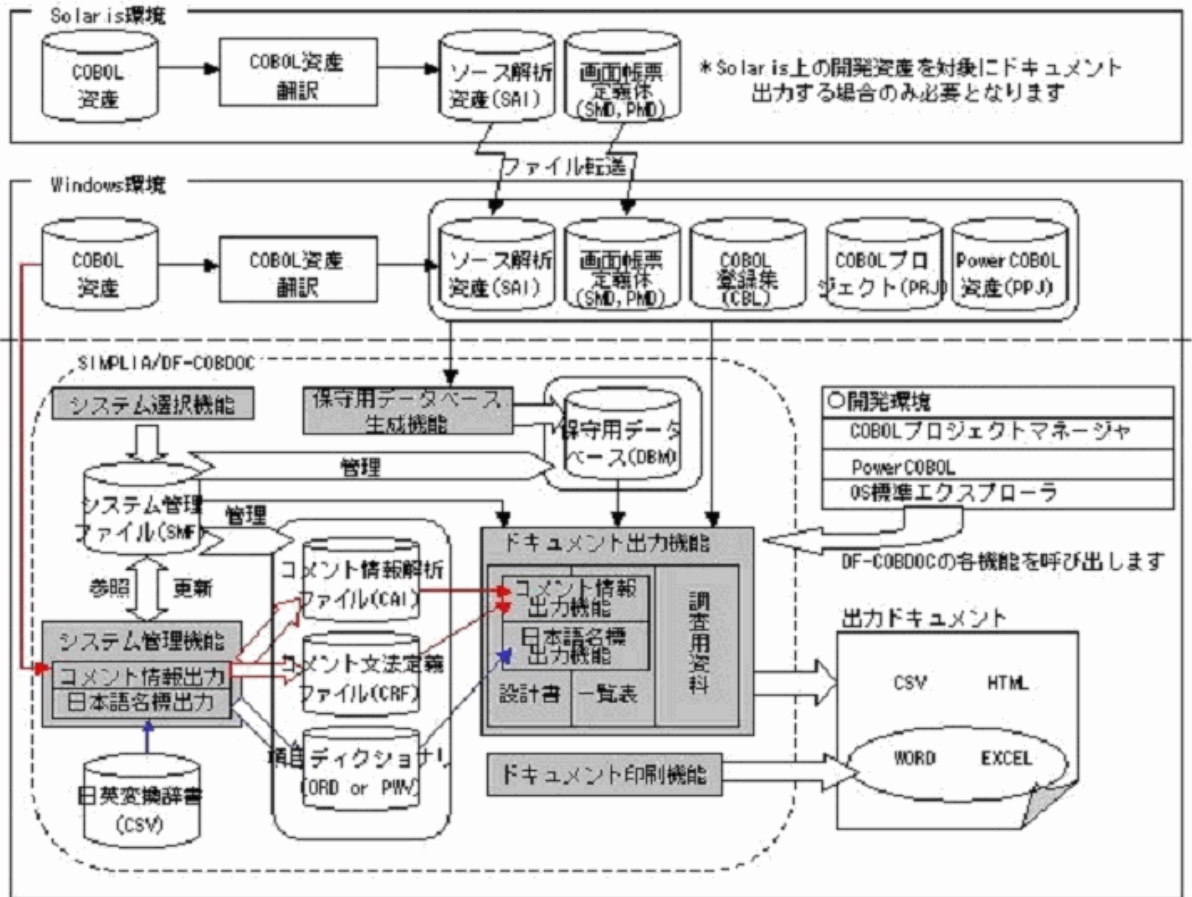 Solaris環境
COBOL
資産
COBOL資産
翻訳
ソース解析
資産(SAI)
画面帳票
定義体
(SMD,PMD)
*Solaris上の開発資産を対象にドキュメント
出力する場合のみ必要となります
ファイル転送
Windows環境
COBOL
資産
COBOL資産
翻訳
ソース解析
資産(SAI)
画面帳票
定義体
(SMD,PMD)
COBOL
登録集
(CBL)
COBOLプロ
ジェクト(PRJ)
PowerCOBOL
資産(PPJ)
SIMPLIA/DF-COBDOC
システム選択機能
保守用データベース
生成機能
保守用データ
ベース(DBM)
管理
システム管理
ファイル(SMF)
管理
参照
更新
システム管理機能
コメント情報出力
日本語名標出力
日英変換辞書
(CSV)
コメント情報解析
ファイル(CAI)
コメント文法定義
ファイル(CRF)
項目ディクショナリ
(ORD or PWV)
ドキュメント出力機能
コメント情報
出力機能
日本語名標
出力機能
設計書
一覧表
調査用資料
ドキュメント印刷機能
○開発環境
COBOLプロジェクトマネージャ
PowerCOBOL
OS標準エクスプローラ
DF-COBDOCの各機能を呼び出します
出力ドキュメント
CSV
HTML
WORD
EXCEL